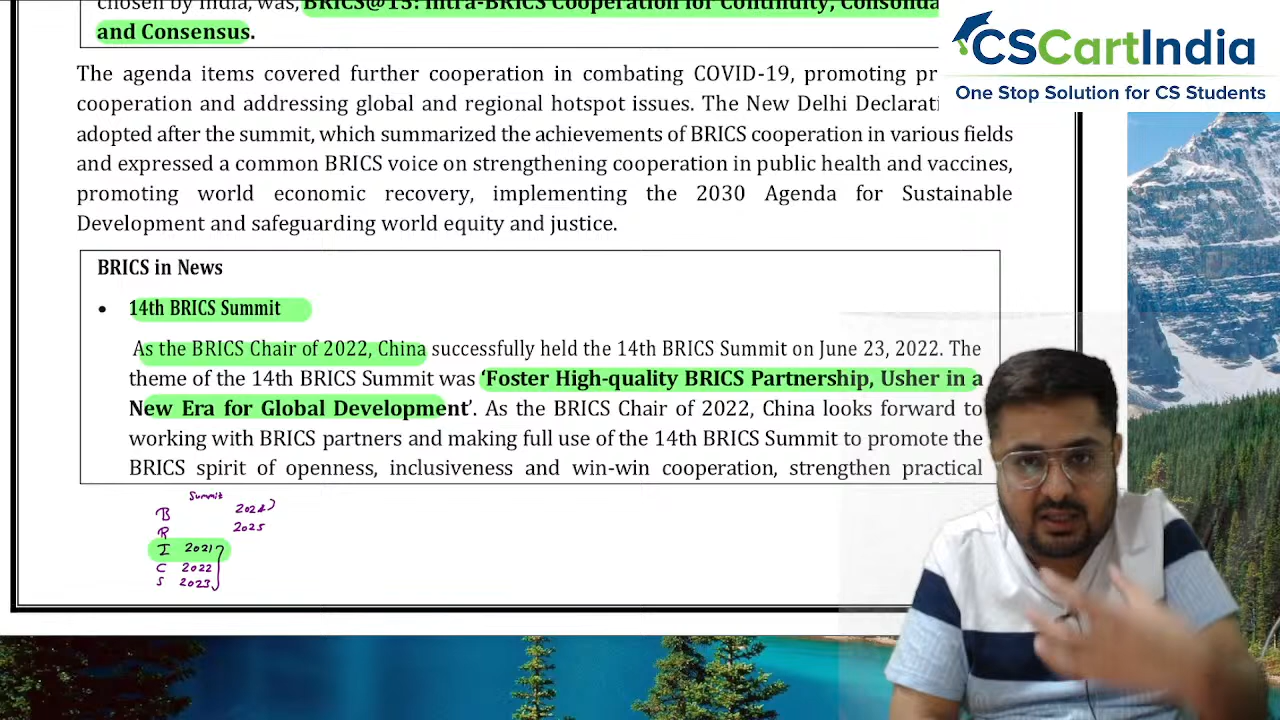 chosen by India, was, BRICS@15: Intra-BRICS Cooperation for Continuity, Consonda
and Consensus.
CSCartIndia
One Stop Solution for CS Students
The agenda items covered further cooperation in combating COVID-19, promoting pr
cooperation and addressing global and regional hotspot issues. The New Delhi Declarati
adopted after the summit, which summarized the achievements of BRICS cooperation in various fields
and expressed a common BRICS voice on strengthening cooperation in public health and vaccines,
promoting world economic recovery, implementing the 2030 Agenda for Sustainable
Development and safeguarding world equity and justice.
BRICS in News
• 14th BRICS Summit
As the BRICS Chair of 2022, China successfully held the 14th BRICS Summit on June 23, 2022. The
theme of the 14th BRICS Summit was ‘Foster High-quality BRICS Partnership, Usher in a
New Era for Global Development’. As the BRICS Chair of 2022, China looks forward to
working with BRICS partners and making full use of the 14th BRICS Summit to promote the
BRICS spirit of openness, inclusiveness and win-win cooperation, strengthen practical
Summit
B 2024
R 2025
I 2021
C 2022
S 2023